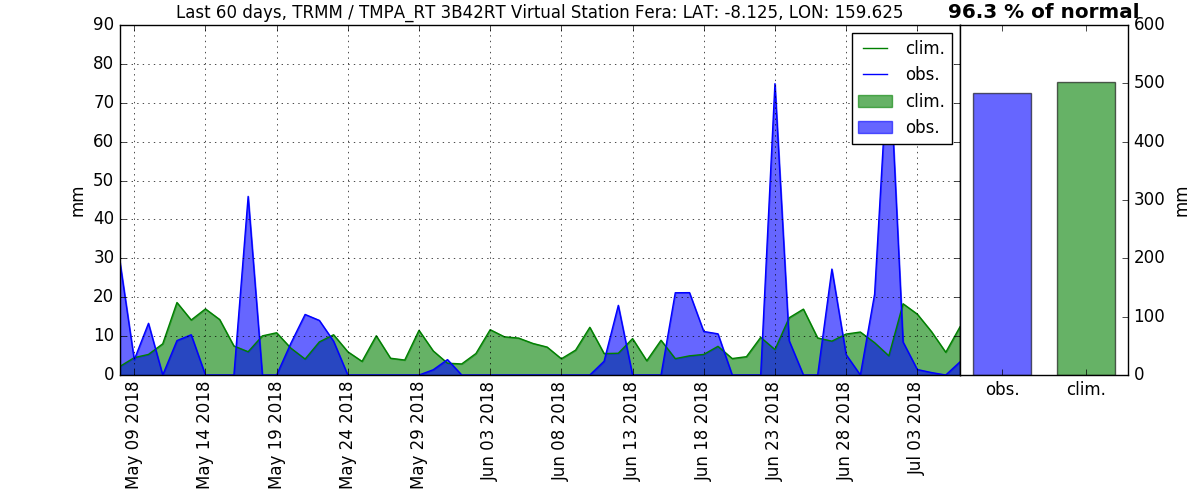 Last 60 days, TRMM / TMPA_RT 3B42RT Virtual Station Fera: LAT: -8.125, LON: 159.625
96.3 % of normal
90
80
70
60
50
40
30
20
10
0
mm
clim.
obs.
clim.
obs.
May 09 2018
May 14 2018
May 19 2018
May 24 2018
May 29 2018
Jun 03 2018
Jun 08 2018
Jun 13 2018
Jun 18 2018
Jun 23 2018
Jun 28 2018
Jul 03 2018
600
500
400
300
200
100
0
mm
obs.
clim.